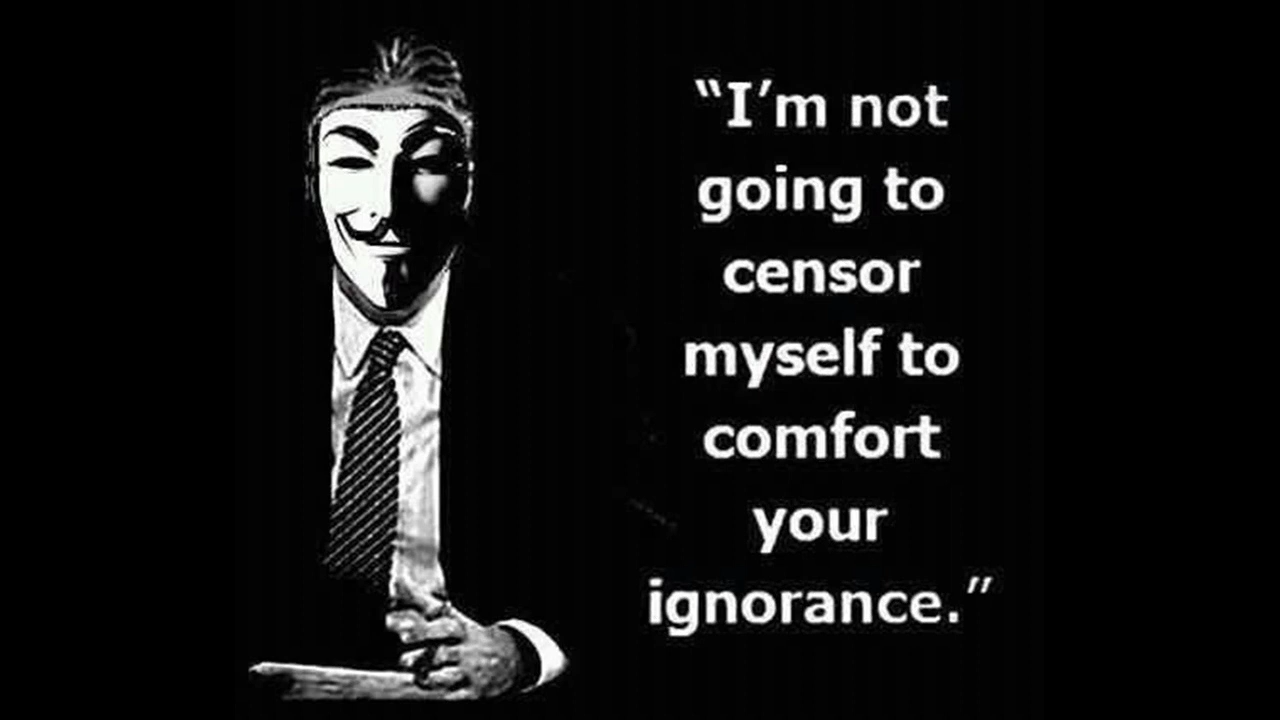 “I’m not
going to
censor
myself to
comfort
your
ignorance.”